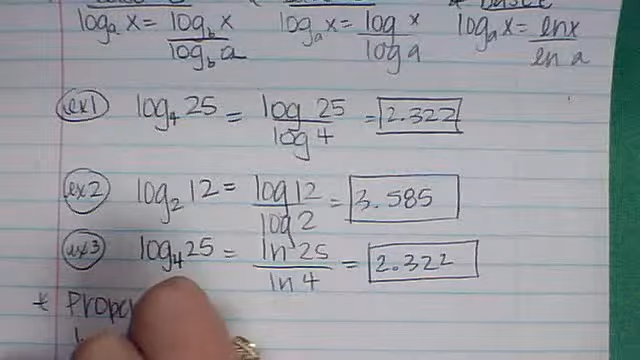 logₐ x = log_b x / log_b a    logₐ x = log x / log a    logₐ x = ln x / ln a
ex1 log₄ 25 = log 25 / log 4 = 2.322
ex2 log₂ 12 = log 12 / log 2 = 3.585
ex3 log₄ 25 = ln 25 / ln 4 = 2.322
*